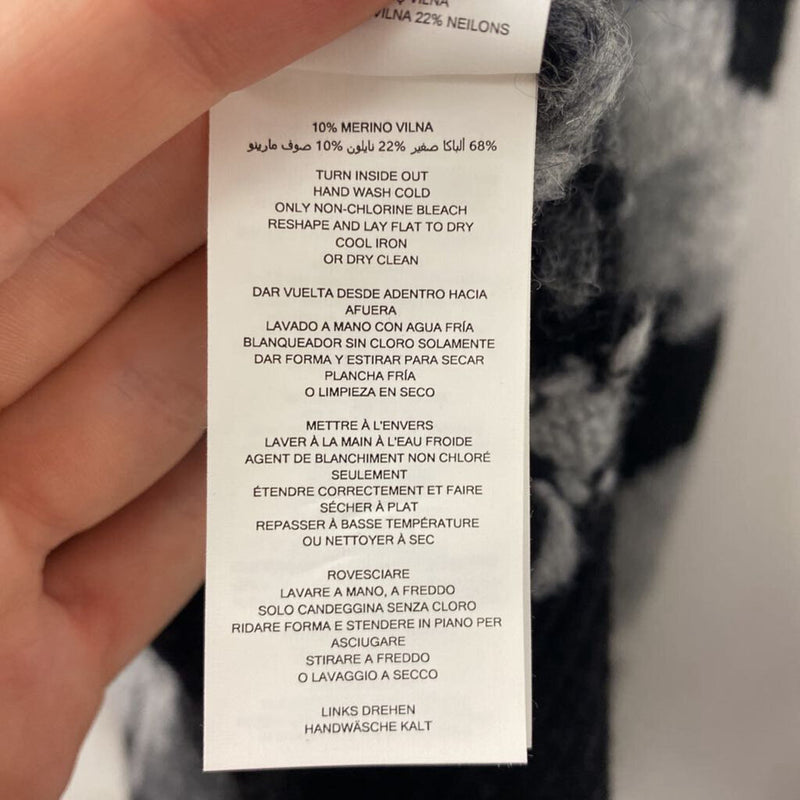 VILNA
VILNA 22% NEILONS
10% MERINO VILNA
68% ألباكا صغير 22% نايلون 10% صوف مارينو
TURN INSIDE OUT
HAND WASH COLD
ONLY NON-CHLORINE BLEACH
RESHAPE AND LAY FLAT TO DRY
COOL IRON
OR DRY CLEAN
DAR VUELTA DESDE ADENTRO HACIA
AFUERA
LAVADO A MANO CON AGUA FRÍA
BLANQUEADOR SIN CLORO SOLAMENTE
DAR FORMA Y ESTIRAR PARA SECAR
PLANCHA FRÍA
O LIMPIEZA EN SECO
METTRE À L'ENVERS
LAVER À LA MAIN À L'EAU FROIDE
AGENT DE BLANCHIMENT NON CHLORÉ
SEULEMENT
ÉTENDRE CORRECTEMENT ET FAIRE
SÉCHER À PLAT
REPASSER À BASSE TEMPÉRATURE
OU NETTOYER À SEC
ROVESCIARE
LAVARE A MANO, A FREDDO
SOLO CANDEGGINA SENZA CLORO
RIDARE FORMA E STENDERE IN PIANO PER
ASCIUGARE
STIRARE A FREDDO
O LAVAGGIO A SECCO
LINKS DREHEN
HANDWÄSCHE KALT